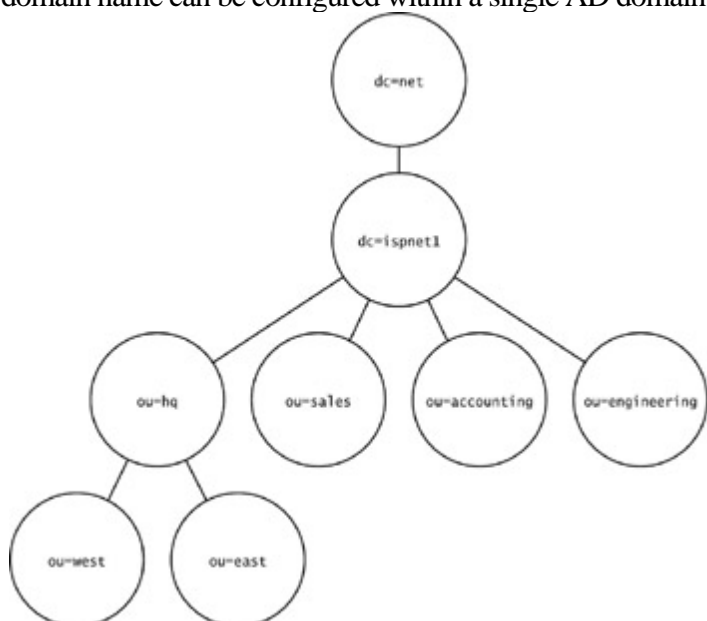 domain name can be configured within a single AD domain
dc=net
dc=ispnet1
ou=hq
ou=sales
ou=accounting
ou=engineering
ou=west
ou=east